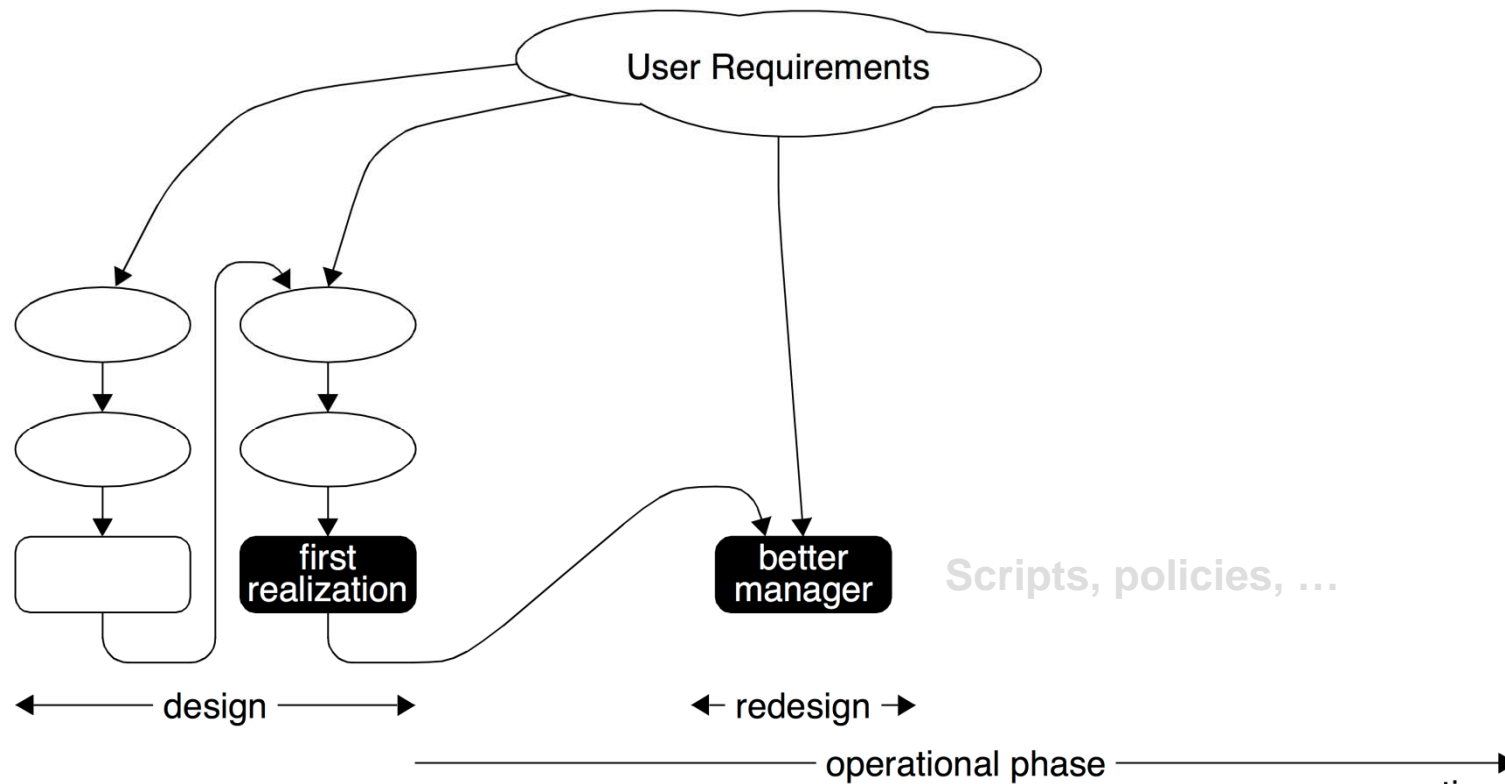 User Requirements
first
realization
better
manager
Scripts, policies, …
design
redesign
operational phase